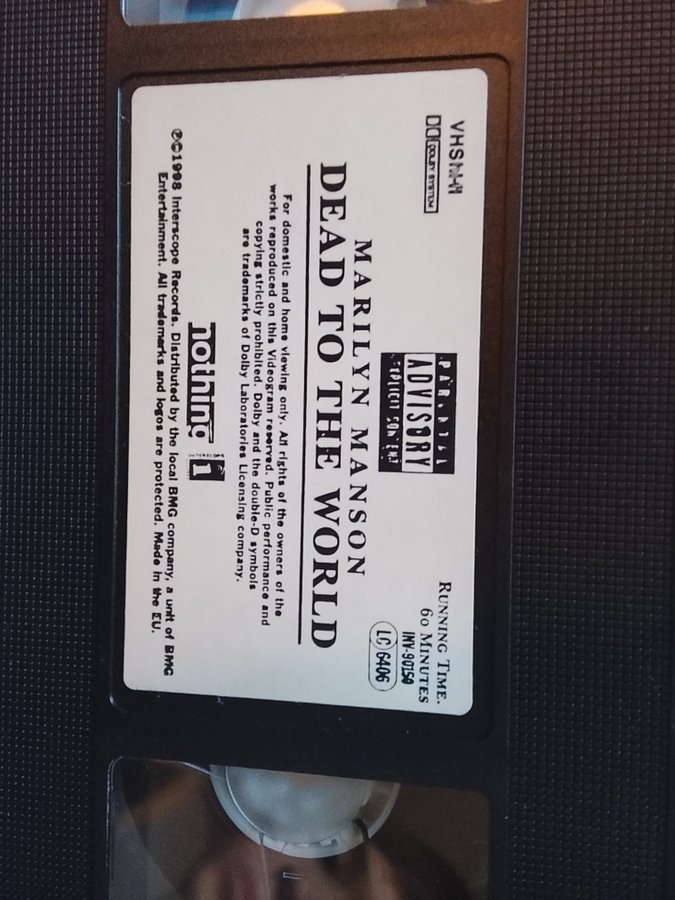 VHS
DOLBY SYSTEM
PARENTAL
ADVISORY
EXPLICIT CONTENT
RUNNING TIME.
60 MINUTES
INV-90150
LC 6406
MARILYN MANSON
DEAD TO THE WORLD
For domestic and home viewing only. All rights of the owners of the
works reproduced on this Videogram reserved. Public performance and
copying strictly prohibited. Dolby and the double-D symbols
are trademarks of Dolby Laboratories Licensing company.
nothing
INTERSCOPE
℗©1998 Interscope Records. Distributed by the local BMG company, a unit of BMG
Entertainment. All trademarks and logos are protected. Made in the EU.